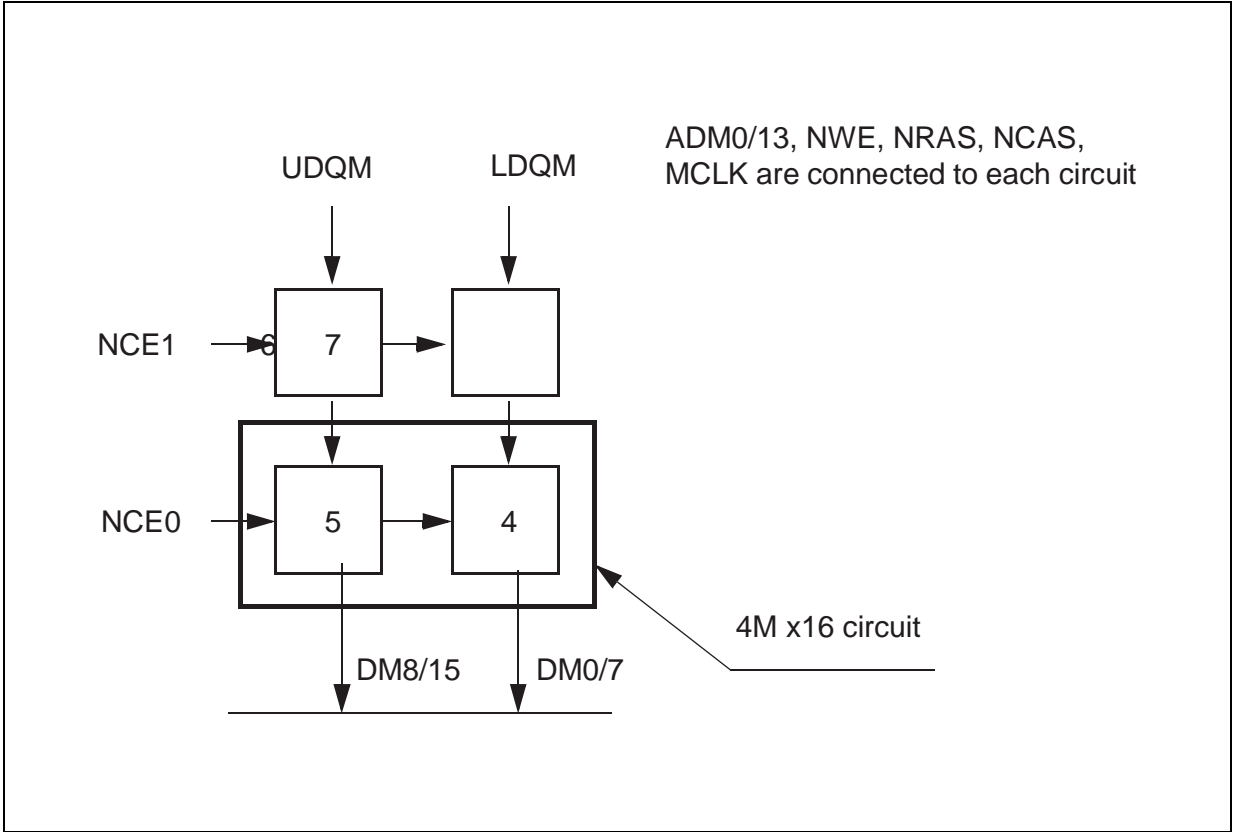 ADM0/13, NWE, NRAS, NCAS,
MCLK are connected to each circuit
UDQM
LDQM
NCE1
6
7
NCE0
5
4
4M x16 circuit
DM8/15
DM0/7